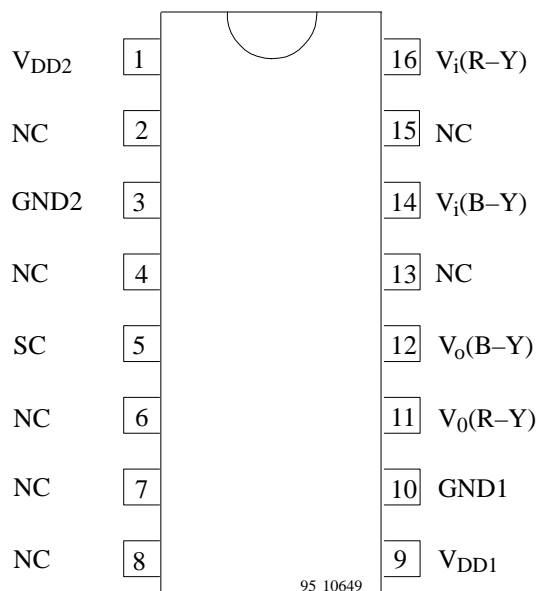 V_DD2 1 16 V_i(R–Y)
NC 2 15 NC
GND2 3 14 V_i(B–Y)
NC 4 13 NC
SC 5 12 V_o(B–Y)
NC 6 11 V_0(R–Y)
NC 7 10 GND1
NC 8 9 V_DD1
95 10649